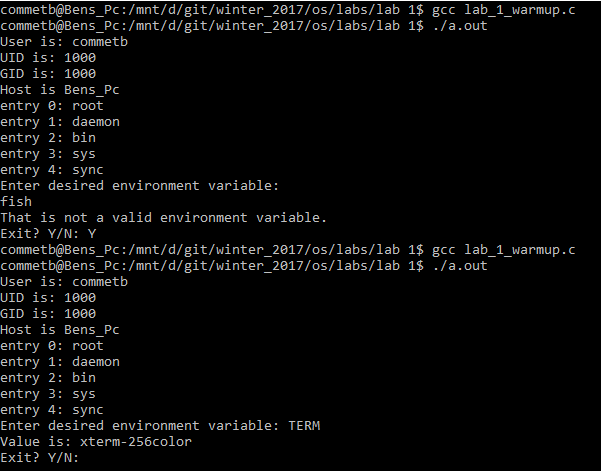 commetb@Bens_Pc:/mnt/d/git/winter_2017/os/labs/lab 1$ gcc lab_1_warmup.c
commetb@Bens_Pc:/mnt/d/git/winter_2017/os/labs/lab 1$ ./a.out
User is: commetb
UID is: 1000
GID is: 1000
Host is Bens_Pc
entry 0: root
entry 1: daemon
entry 2: bin
entry 3: sys
entry 4: sync
Enter desired environment variable:
fish
That is not a valid environment variable.
Exit? Y/N: Y
commetb@Bens_Pc:/mnt/d/git/winter_2017/os/labs/lab 1$ gcc lab_1_warmup.c
commetb@Bens_Pc:/mnt/d/git/winter_2017/os/labs/lab 1$ ./a.out
User is: commetb
UID is: 1000
GID is: 1000
Host is Bens_Pc
entry 0: root
entry 1: daemon
entry 2: bin
entry 3: sys
entry 4: sync
Enter desired environment variable: TERM
Value is: xterm-256color
Exit? Y/N: